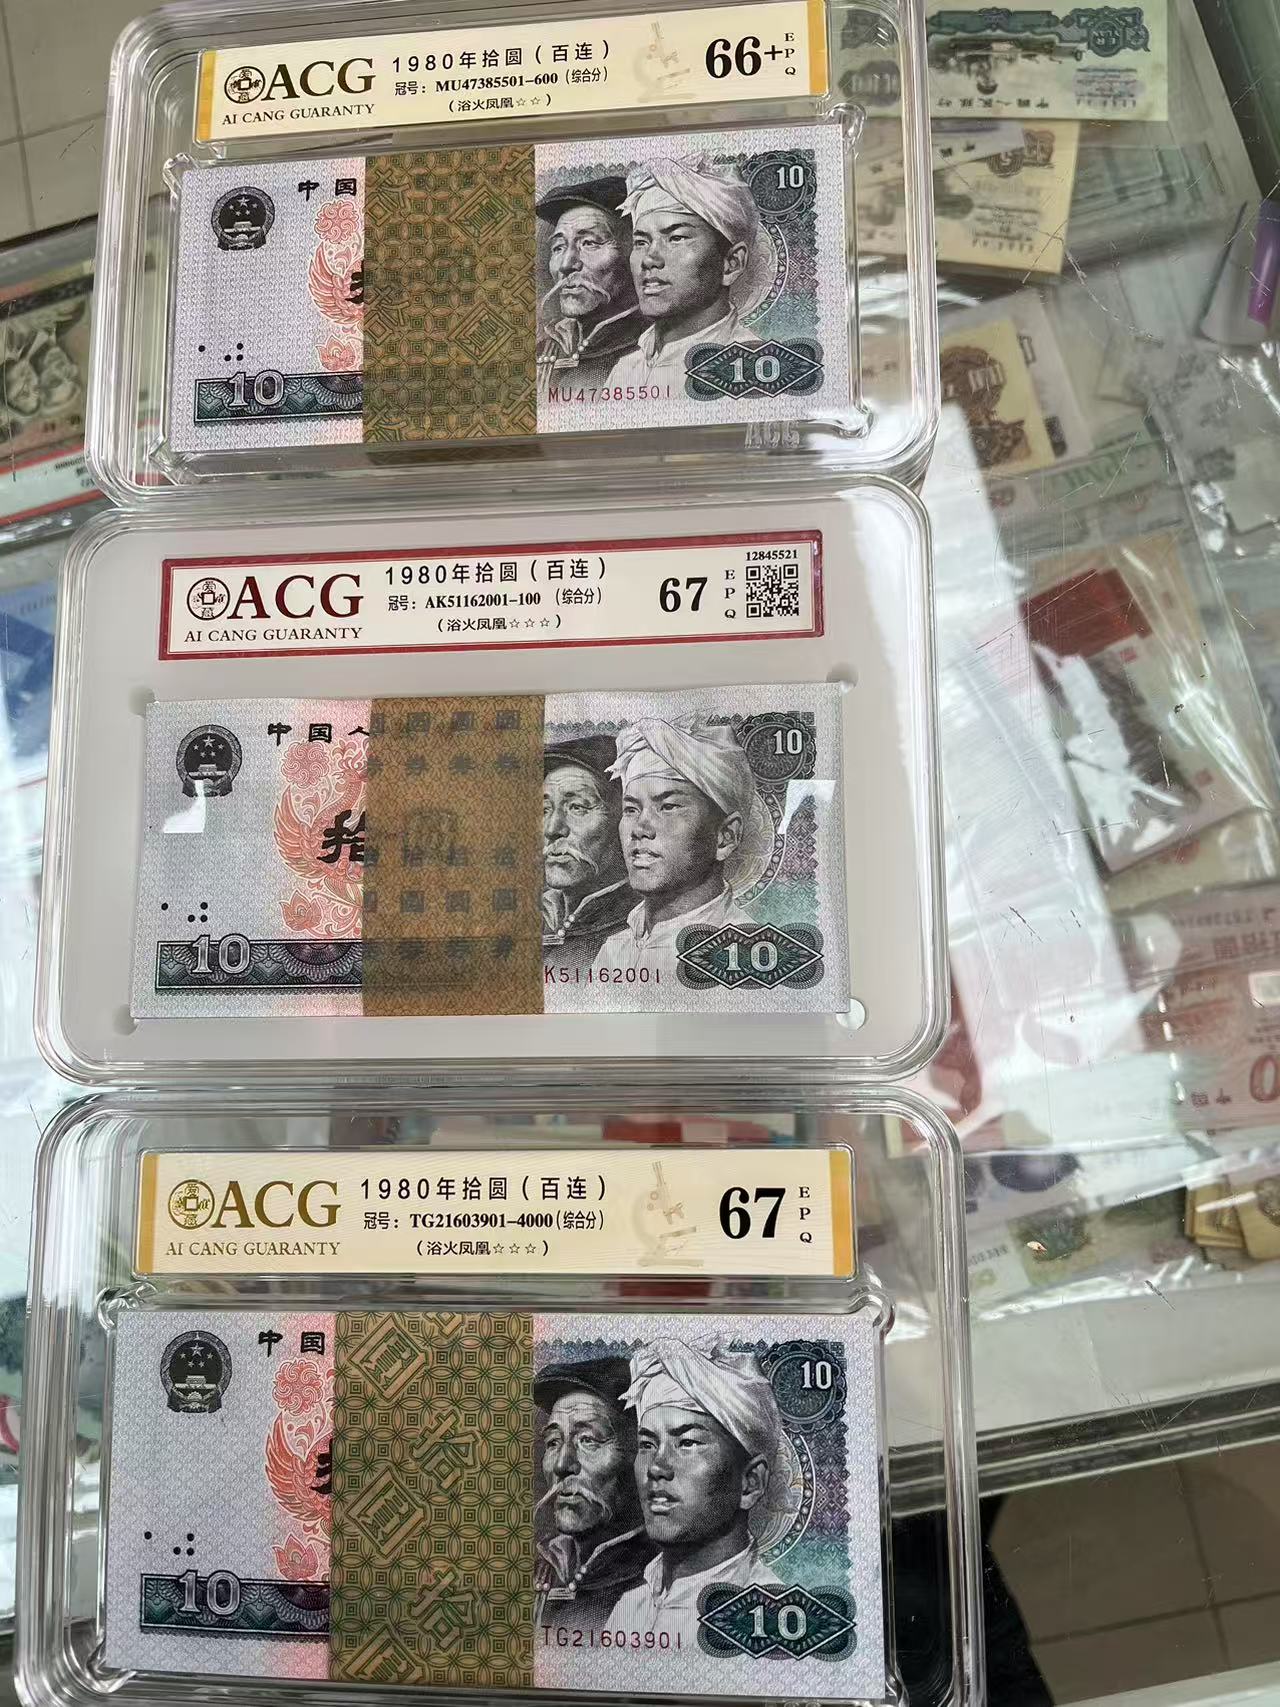 ACG
AI CANG GUARANTY
1980年拾圆(百连)
冠号: MU47385501-600 (综合分)
(浴火凤凰☆☆)
66+
EPQ
中国
10
10
MU47385501
10
ACG
ACG
AI CANG GUARANTY
1980年拾圆(百连)
冠号: AK51162001-100 (综合分)
(浴火凤凰☆☆☆)
67
EPQ
12845521
中国人
10
拾
10
K51162001
10
ACG
AI CANG GUARANTY
1980年拾圆(百连)
冠号: TG21603901-4000 (综合分)
(浴火凤凰☆☆☆)
67
EPQ
中国
10
10
TG21603901
10